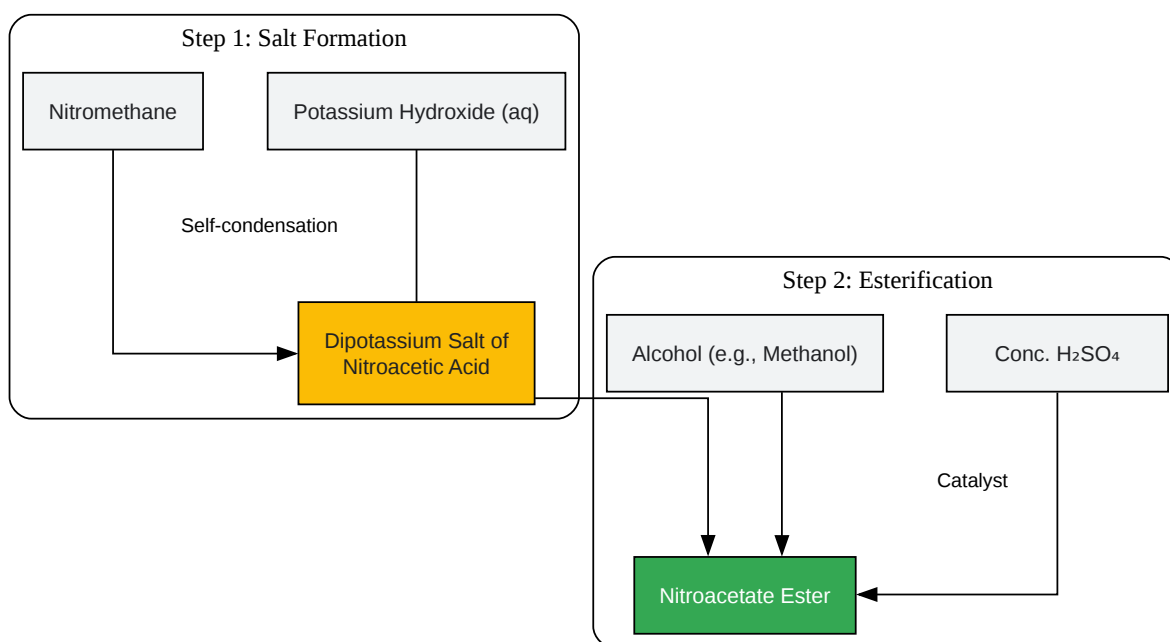 Step 1: Salt Formation
Nitromethane
Potassium Hydroxide (aq)
Self-condensation
Dipotassium Salt of
Nitroacetic Acid
Step 2: Esterification
Alcohol (e.g., Methanol)
Conc. H₂SO₄
Catalyst
Nitroacetate Ester